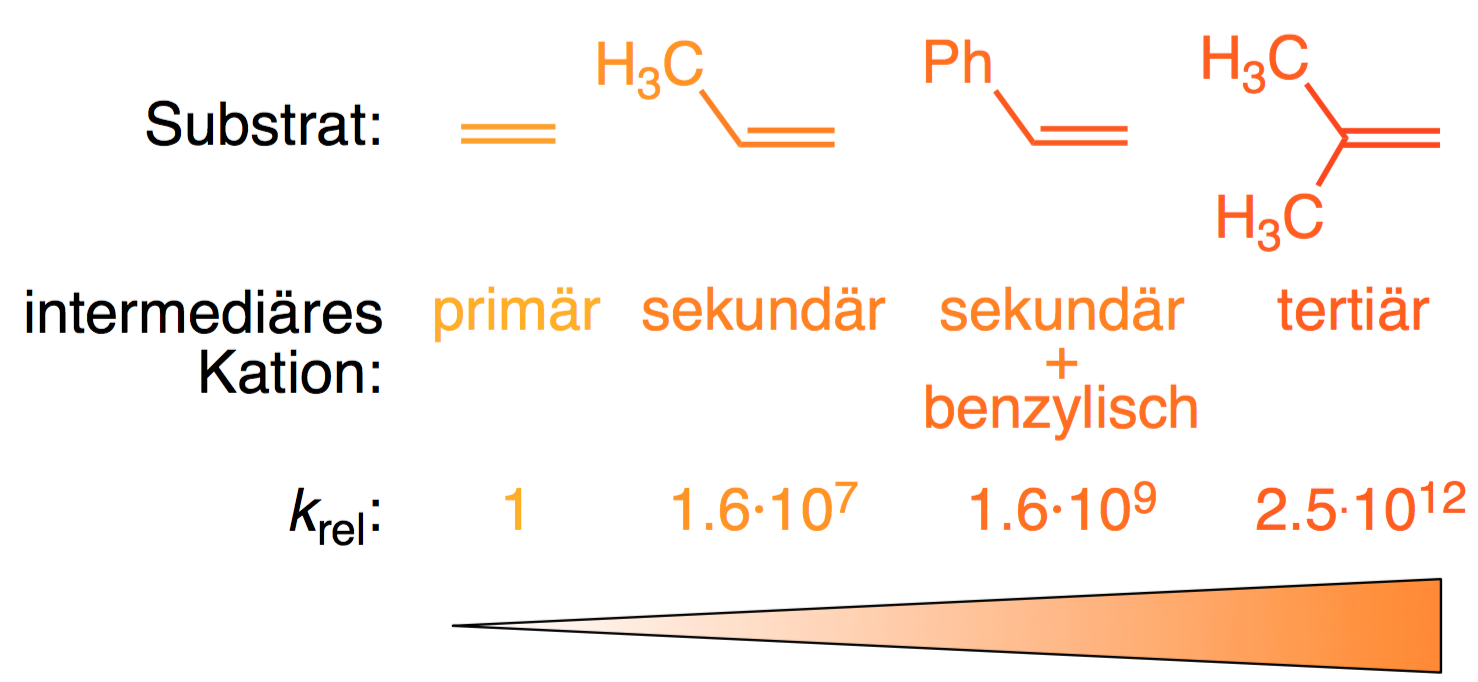 H₃C Ph H₃C
Substrat:
H₃C
intermediäres primär sekundär sekundär tertiär
+
Kation:
benzylisch
krel: 1 1.6·10⁷ 1.6·10⁹ 2.5·10¹²